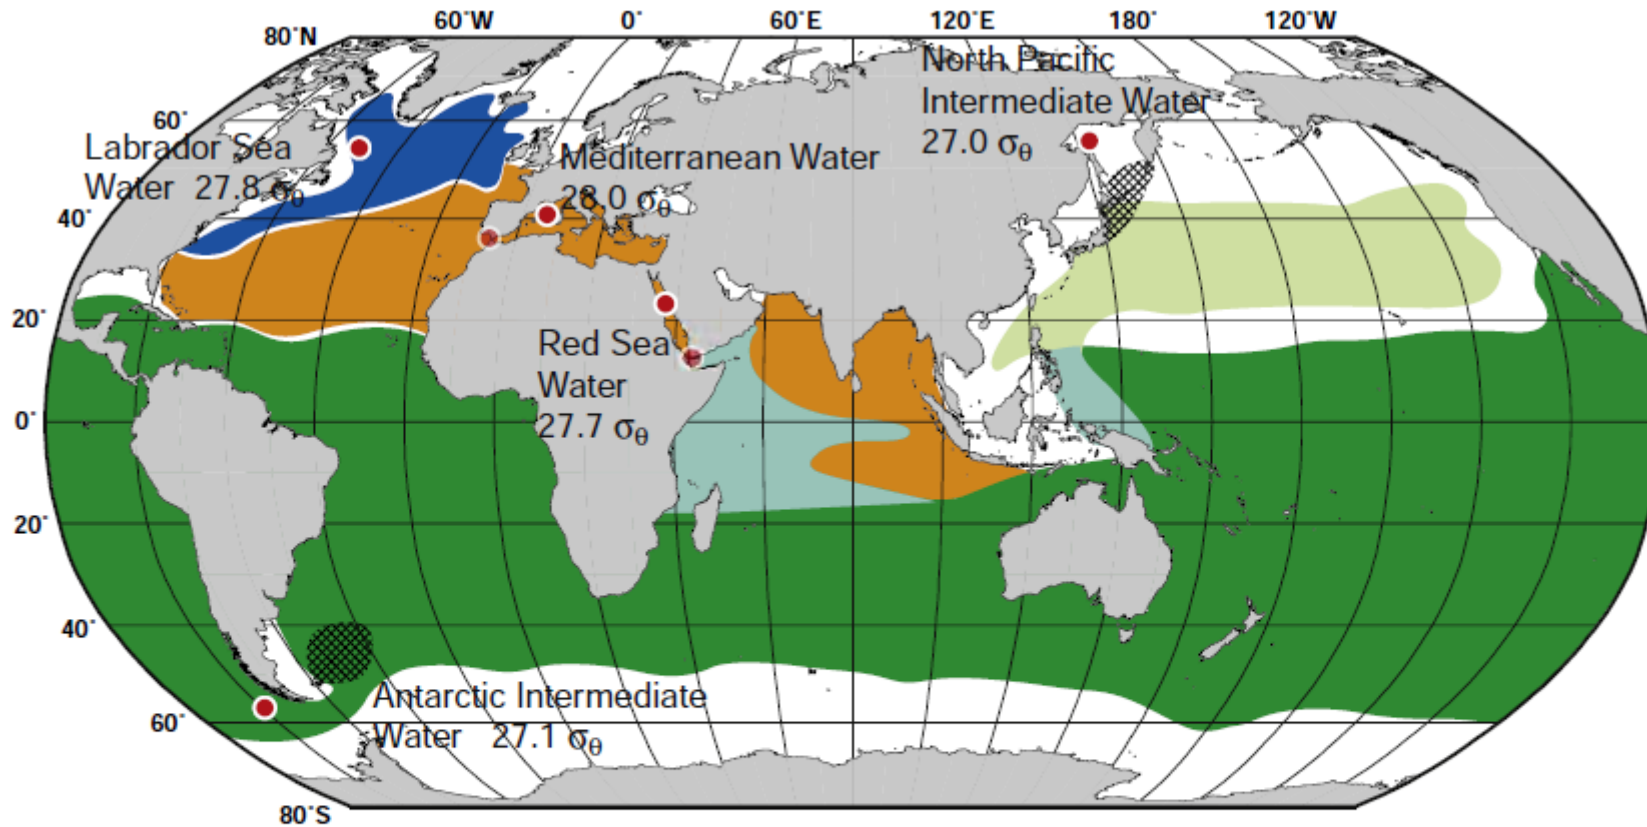 60°W 0° 60°E 120°E 180° 120°W
80°N
North Pacific
Intermediate Water
27.0 σθ
60°
Labrador Sea
Water 27.8 σθ
Mediterranean Water
28.0 σθ
40°
20°
Red Sea
Water
27.7 σθ
0°
20°
40°
Antarctic Intermediate
Water 27.1 σθ
60°
80°S